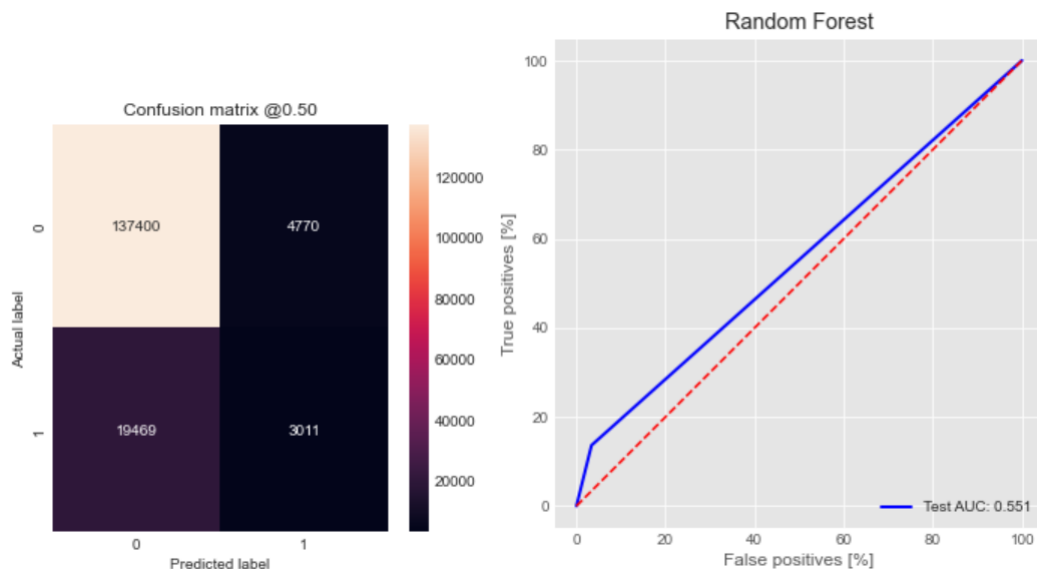 Confusion matrix @0.50
137400 4770
19469 3011
0
1
Actual label
0 1
Predicted label
120000
100000
80000
60000
40000
20000
Random Forest
100
80
60
40
20
0
True positives [%]
0 20 40 60 80 100
False positives [%]
Test AUC: 0.551